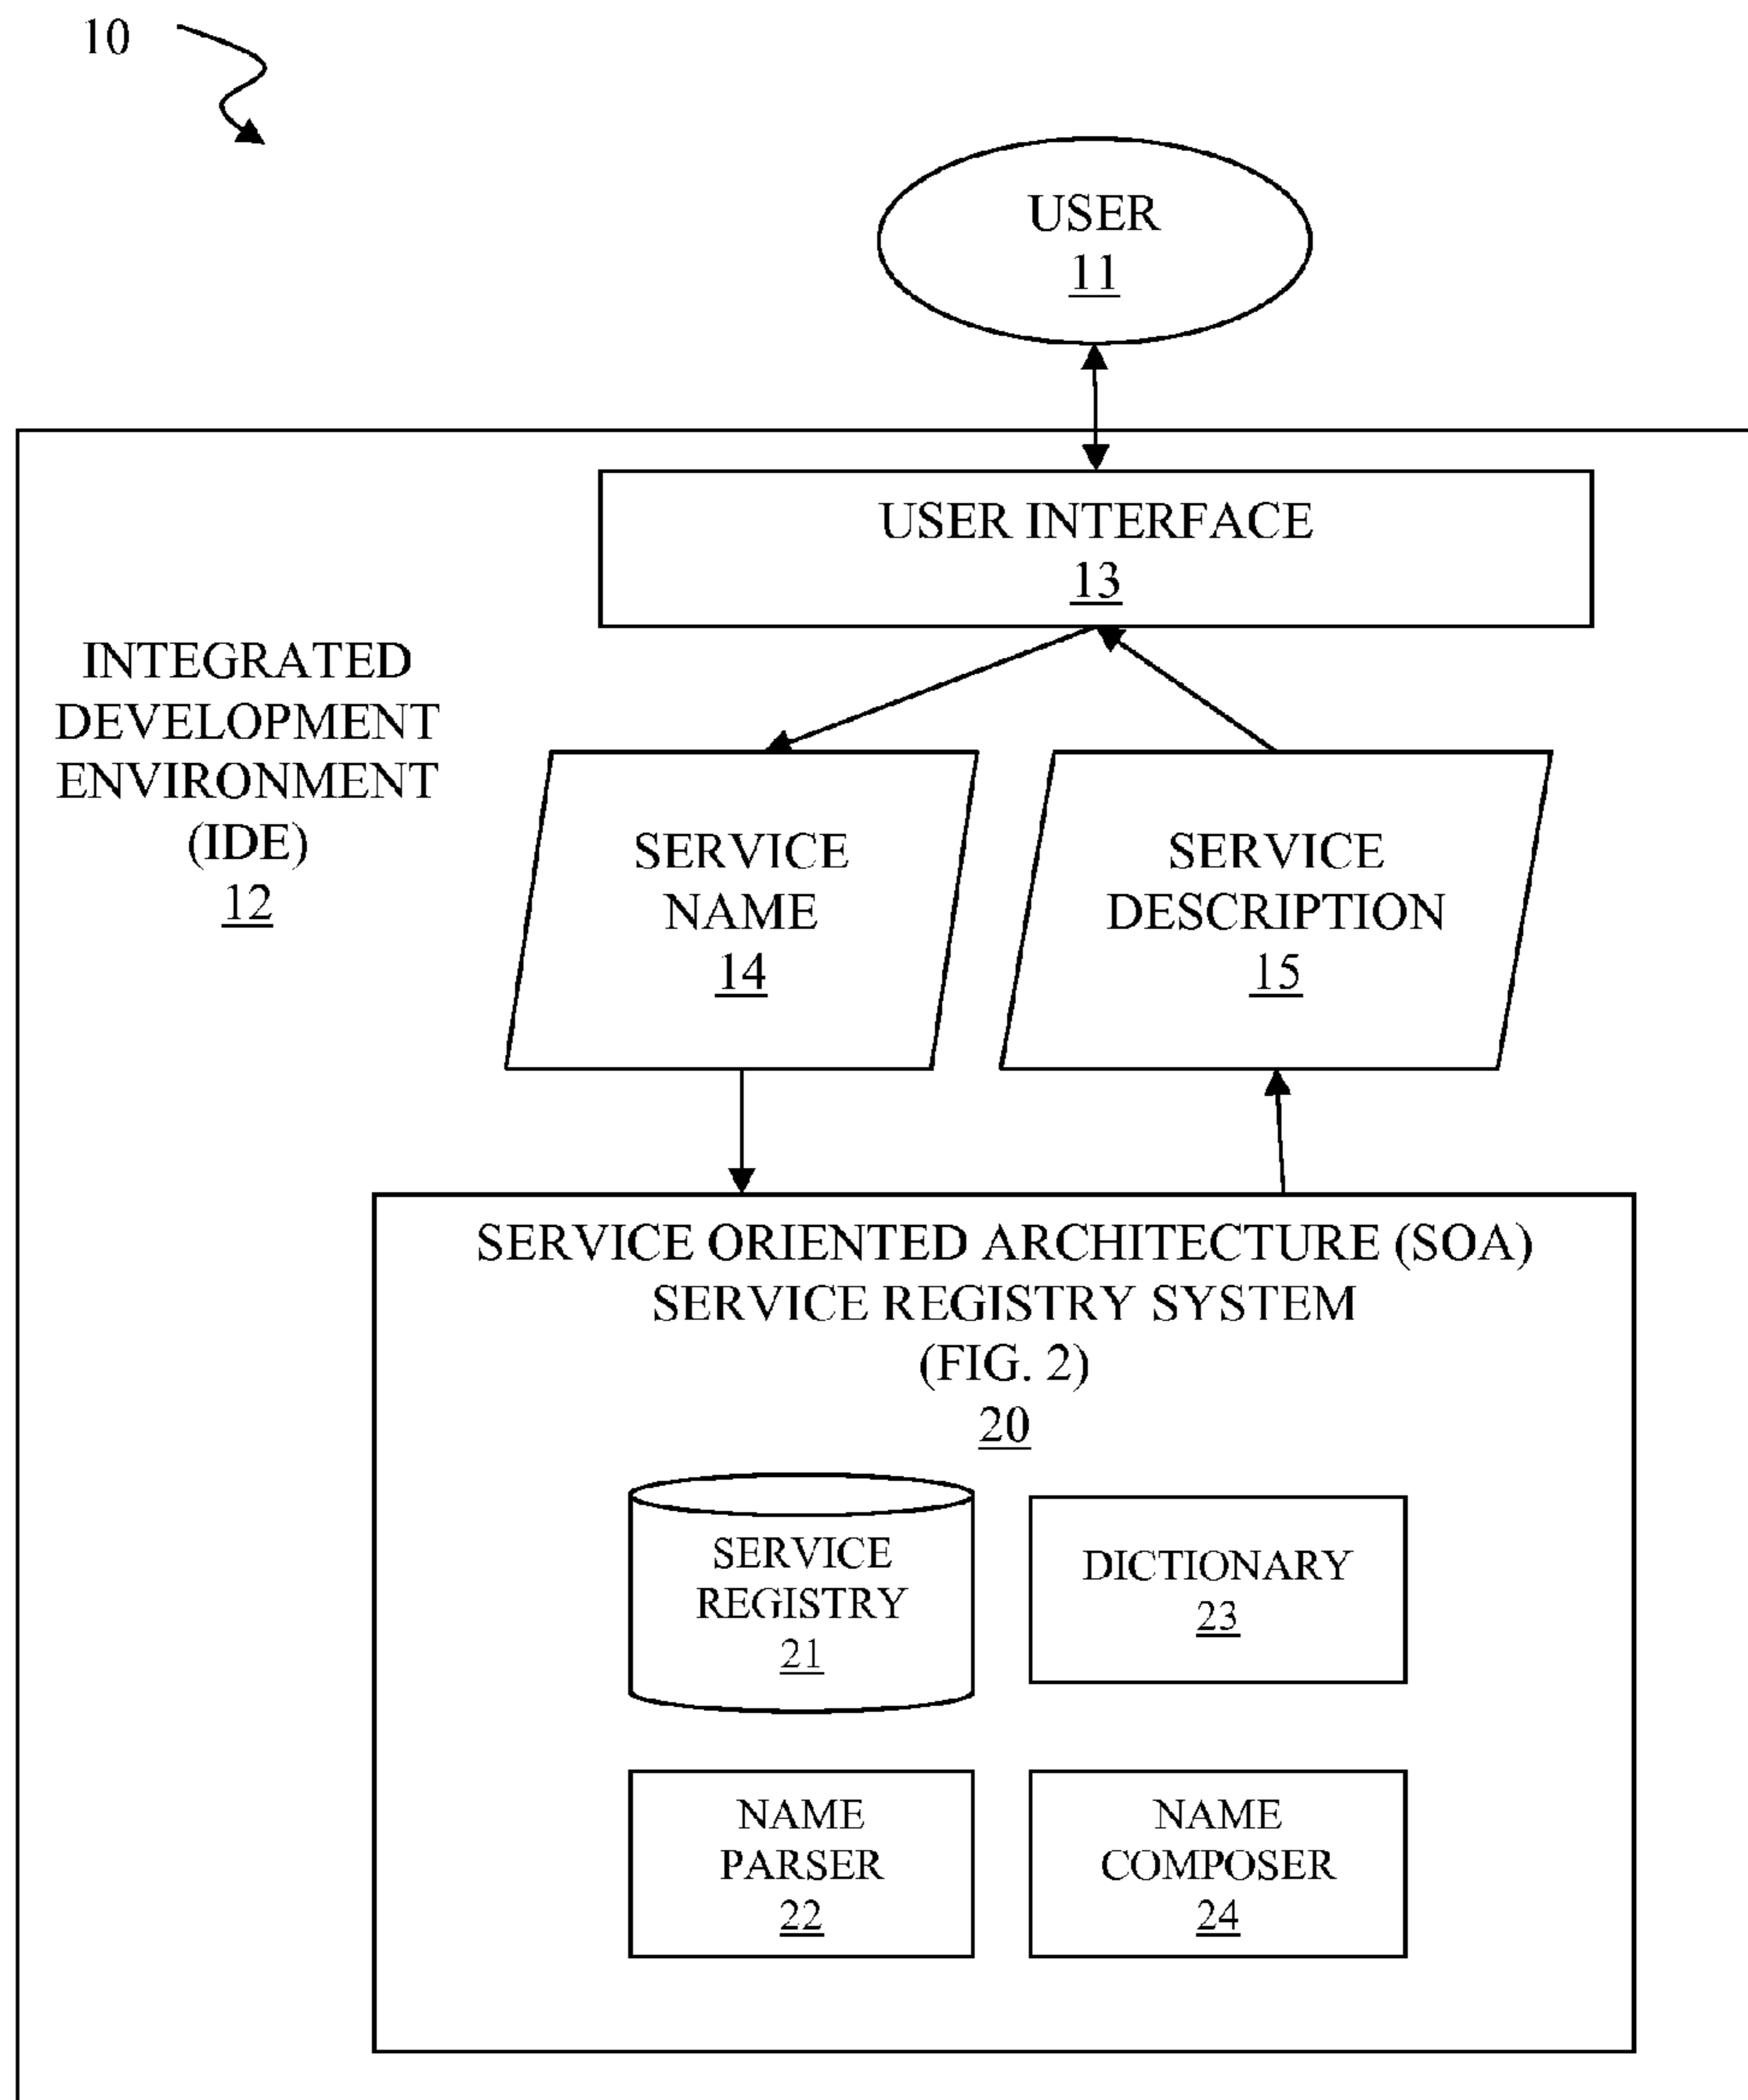 10
USER
11
USER INTERFACE
13
INTEGRATED
DEVELOPMENT
ENVIRONMENT
(IDE)
12
SERVICE
NAME
14
SERVICE
DESCRIPTION
15
SERVICE ORIENTED ARCHITECTURE (SOA)
SERVICE REGISTRY SYSTEM
(FIG. 2)
20
SERVICE
REGISTRY
21
DICTIONARY
23
NAME
PARSER
22
NAME
COMPOSER
24